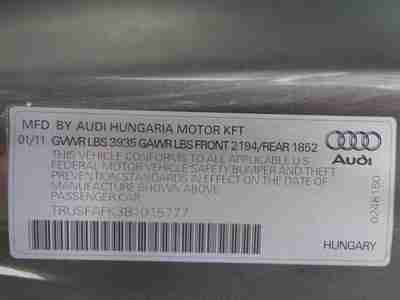 MFD BY AUDI HUNGARIA MOTOR KFT
01/11 GVWR LBS 3935 GAWR LBS FRONT 2194/REAR 1852
THIS VEHICLE CONFORMS TO ALL APPLICABLE U.S
FEDERAL MOTOR VEHICLE SAFETY BUMPER AND THEFT
PREVENTION STANDARDS IN EFFECT ON THE DATE
OF MANUFACTURE SHOWN ABOVE
PASSENGER CAR
Audi
HUNGARY